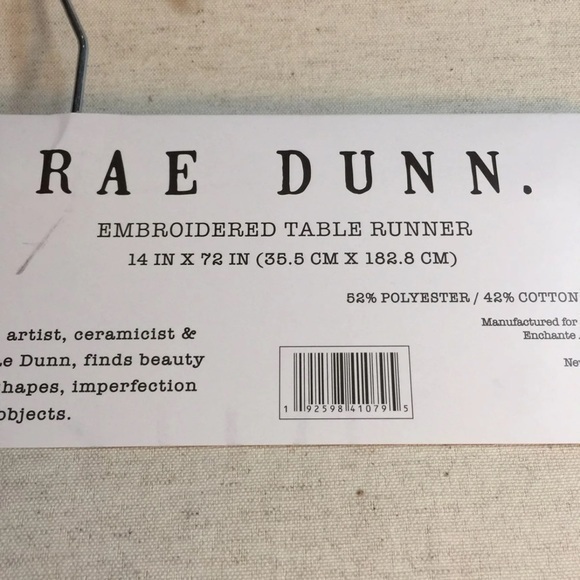 RAE DUNN.
EMBROIDERED TABLE RUNNER
14 IN X 72 IN (35.5 CM X 182.8 CM)
52% POLYESTER / 42% COTTON
Manufactured for
Enchante
artist, ceramicist &
Dunn, finds beauty
imperfection
objects.
1 92598 41079 5